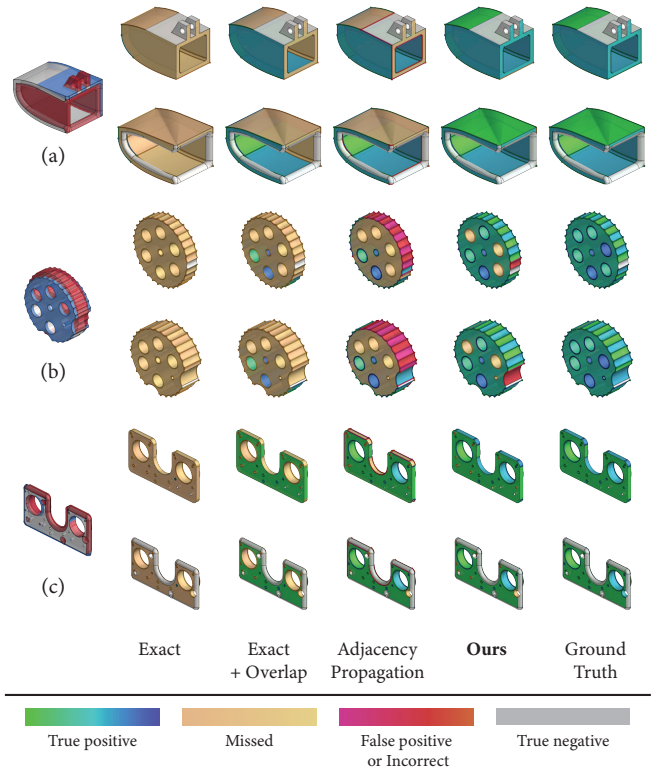 (a)
(b)
(c)
Exact
Exact
+ Overlap
Adjacency
Propagation
Ours
Ground
Truth
True positive
Missed
False positive
or Incorrect
True negative